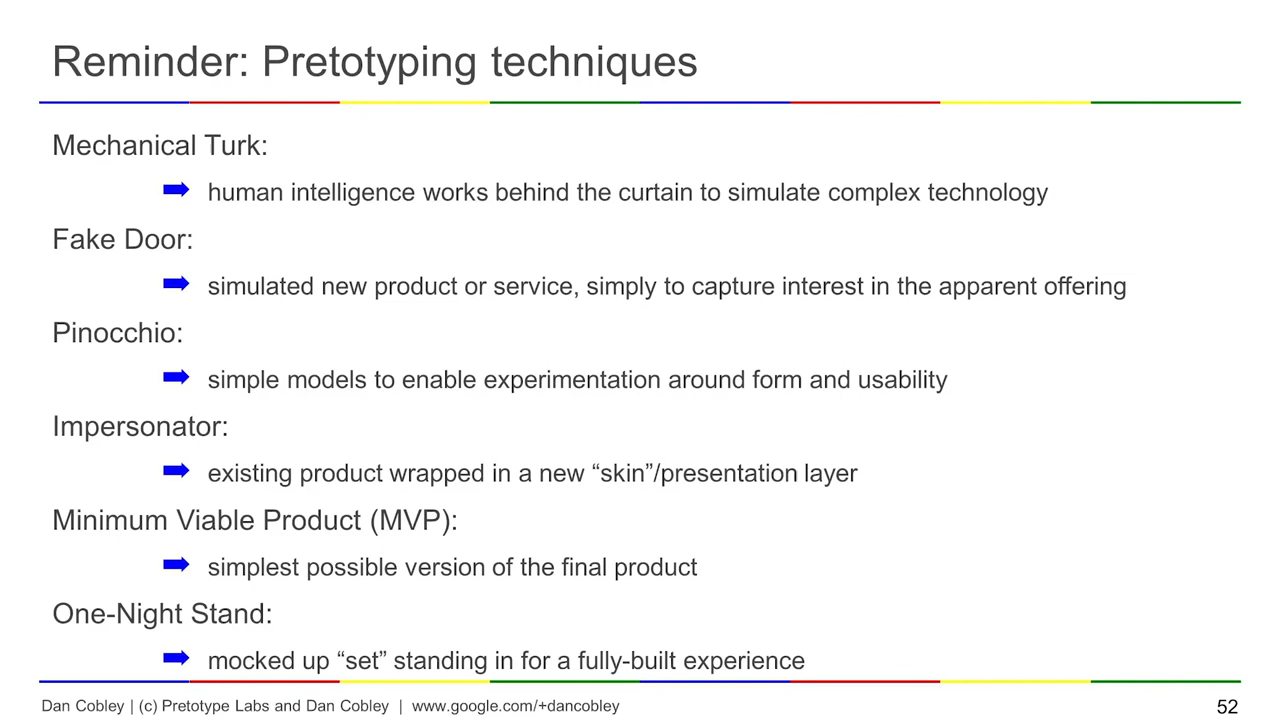 Reminder: Pretotyping techniques
Mechanical Turk:
human intelligence works behind the curtain to simulate complex technology
Fake Door:
simulated new product or service, simply to capture interest in the apparent offering
Pinocchio:
simple models to enable experimentation around form and usability
Impersonator:
existing product wrapped in a new “skin”/presentation layer
Minimum Viable Product (MVP):
simplest possible version of the final product
One-Night Stand:
mocked up “set” standing in for a fully-built experience
Dan Cobley | (c) Pretotype Labs and Dan Cobley | www.google.com/+dancobley 52